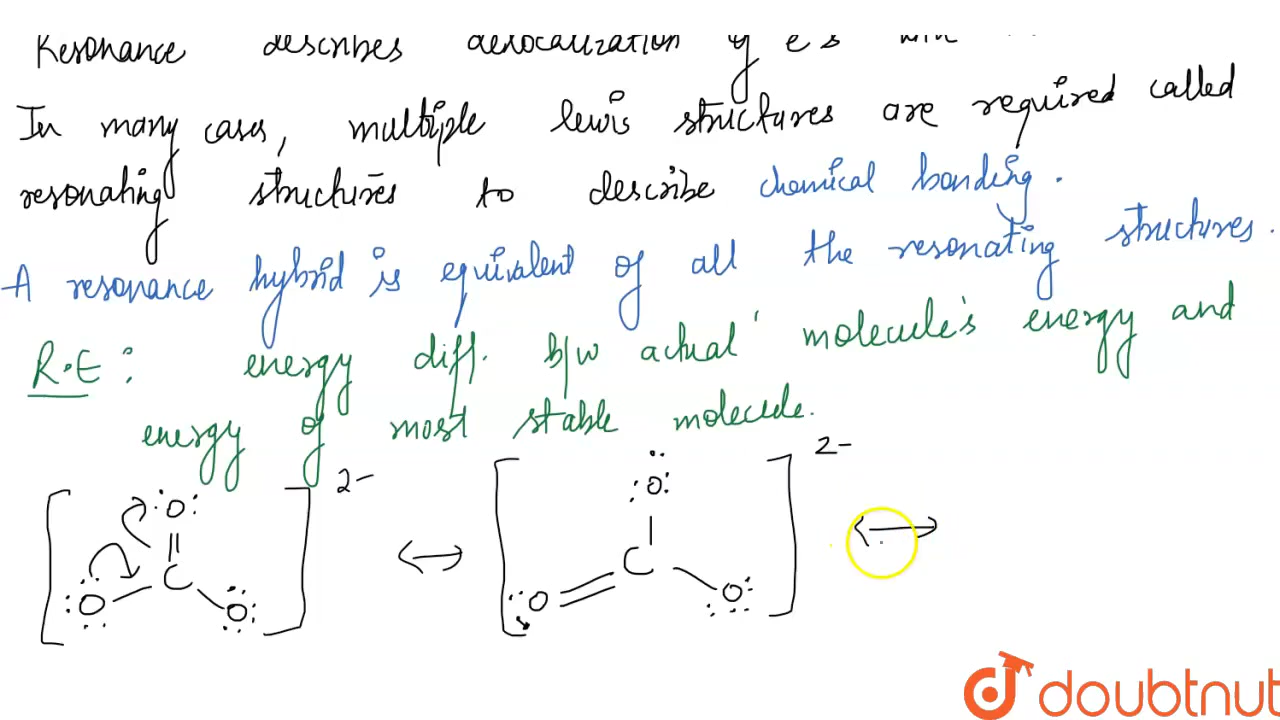 Resonance describes delocalization of e's
In many cases, multiple lewis structures are required called
resonating structures to describe chemical bonding.
A resonance hybrid is equivalent of all the resonating structures.
R.E : energy diff. b/w actual molecule's energy and
energy of most stable molecule.
2-
2-
O
O
C
C
O
O
O
O
doubtnut